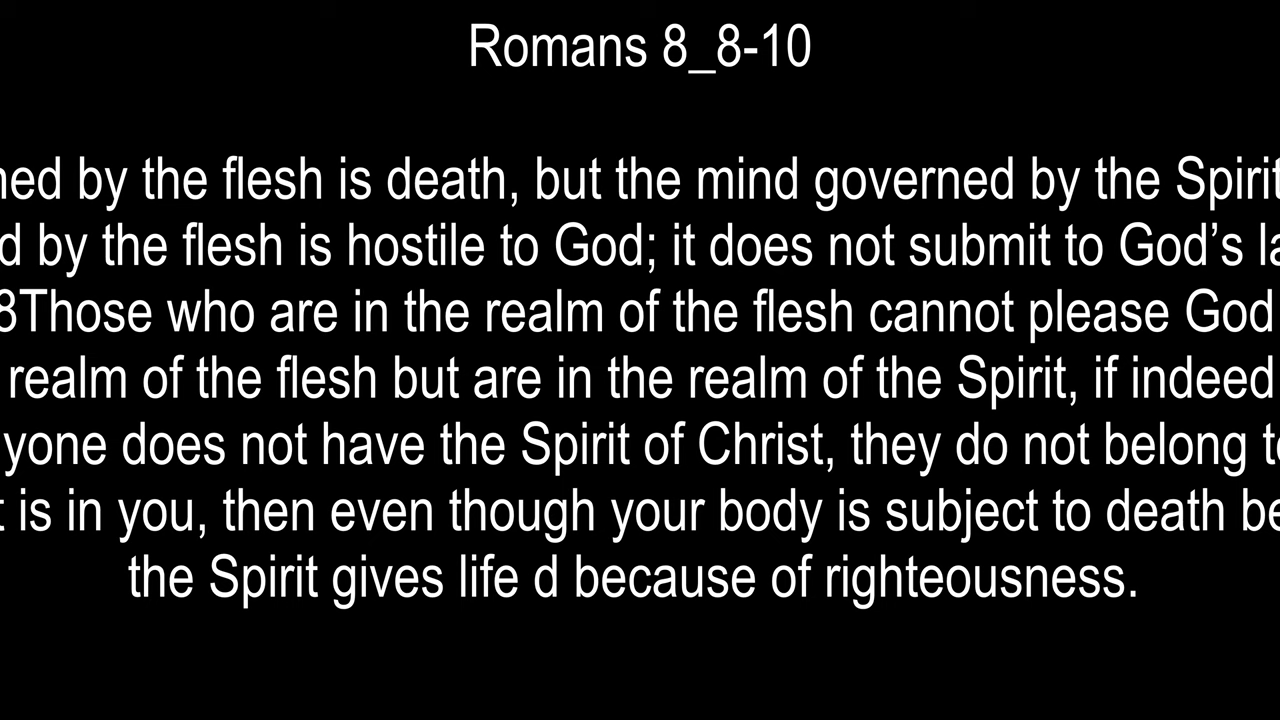 Romans 8_8-10
ned by the flesh is death, but the mind governed by the Spirit
d by the flesh is hostile to God; it does not submit to God’s la
8Those who are in the realm of the flesh cannot please God
realm of the flesh but are in the realm of the Spirit, if indeed
yone does not have the Spirit of Christ, they do not belong to
t is in you, then even though your body is subject to death be
the Spirit gives life d because of righteousness.